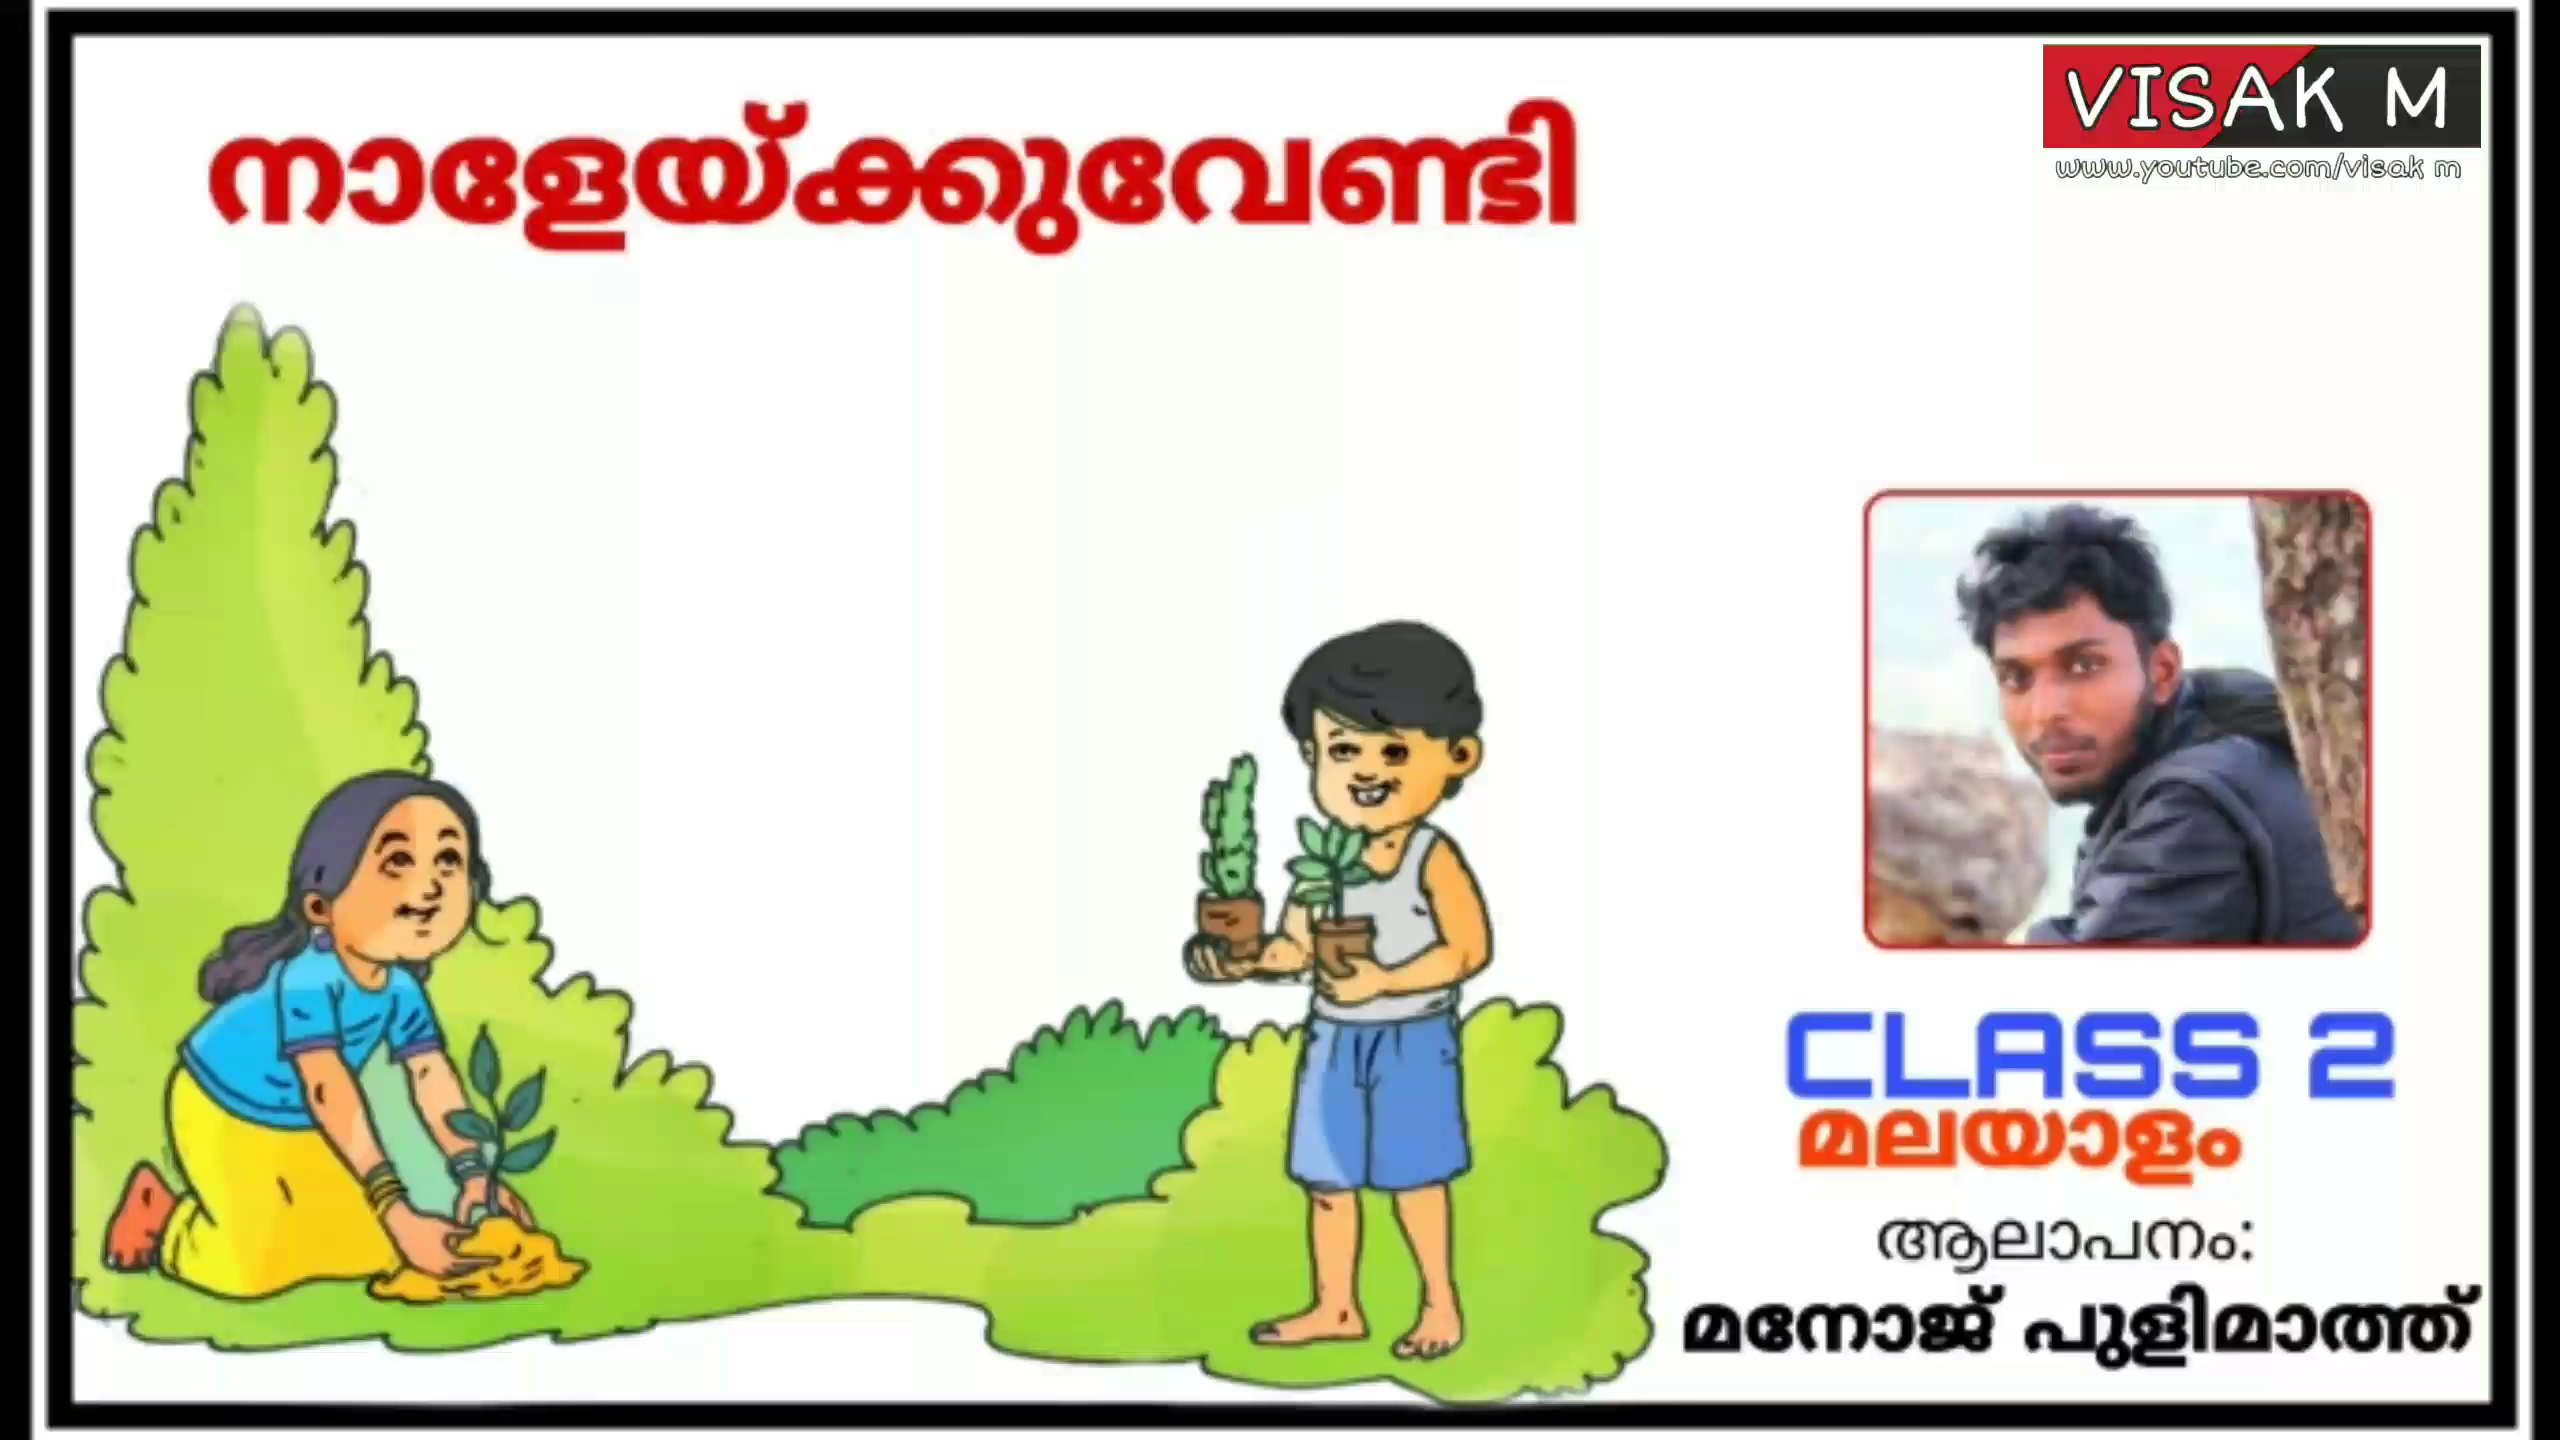 VISAK M
www.youtube.com/visak m
നാളേയ്ക്കുവേണ്ടി
CLASS 2
മലയാളം
ആലാപനം:
മനോജ് പുളിമാത്ത്